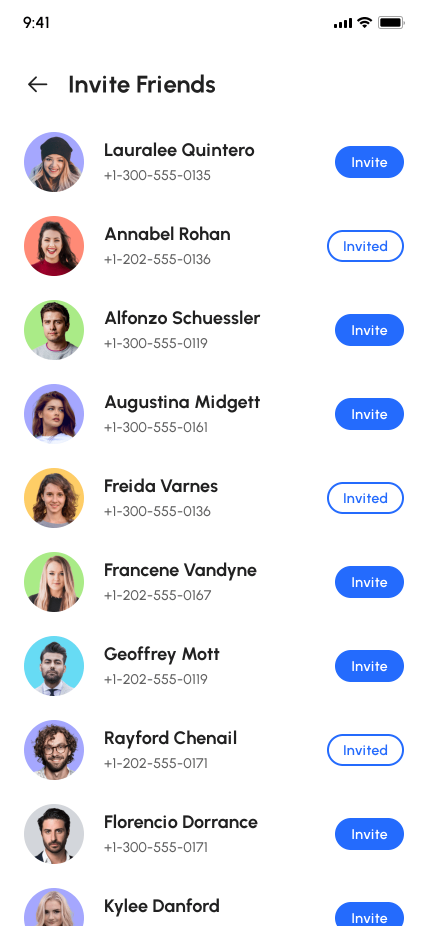 9:41
Invite Friends
Lauralee Quintero
+1-300-555-0135
Invite
Annabel Rohan
+1-202-555-0136
Invited
Alfonzo Schuessler
+1-300-555-0119
Invite
Augustina Midgett
+1-300-555-0161
Invite
Freida Varnes
+1-300-555-0136
Invited
Francene Vandyne
+1-202-555-0167
Invite
Geoffrey Mott
+1-202-555-0119
Invite
Rayford Chenail
+1-202-555-0171
Invited
Florencio Dorrance
+1-300-555-0171
Invite
Kylee Danford
Invite